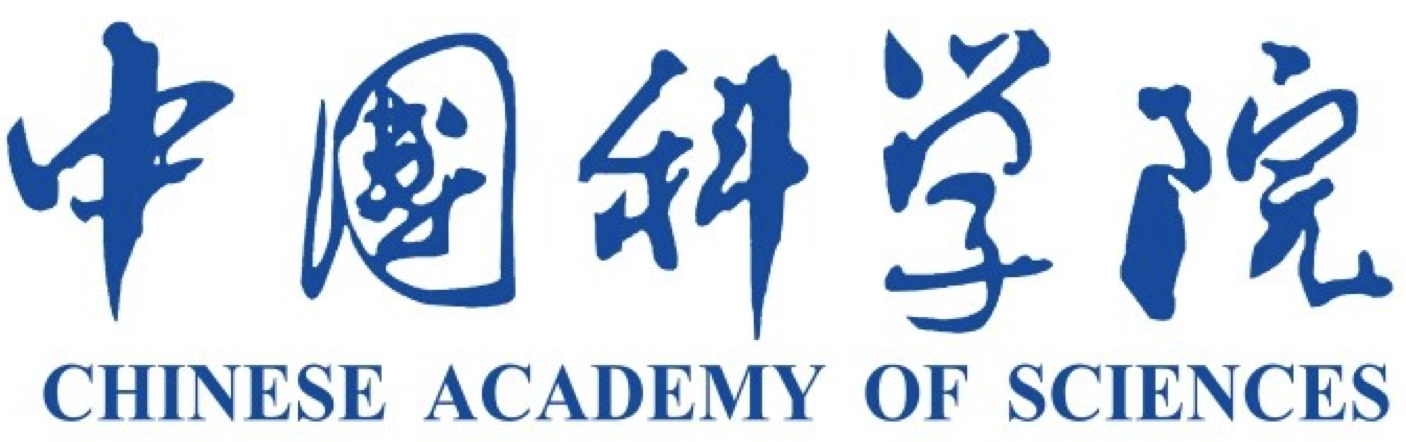 中國科学院
CHINESE ACADEMY OF SCIENCES